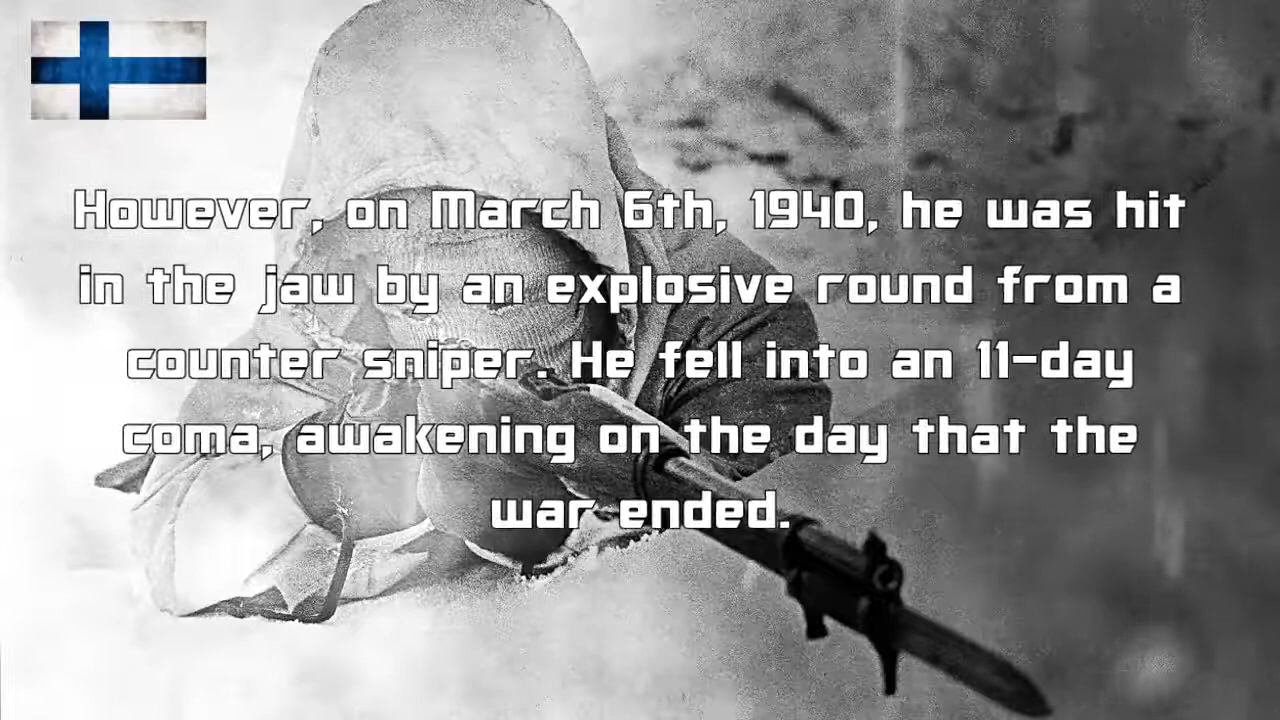 However, on March 6th, 1940, he was hit
in the jaw by an explosive round from a
counter sniper. He fell into an 11-day
coma, awakening on the day that the
war ended.